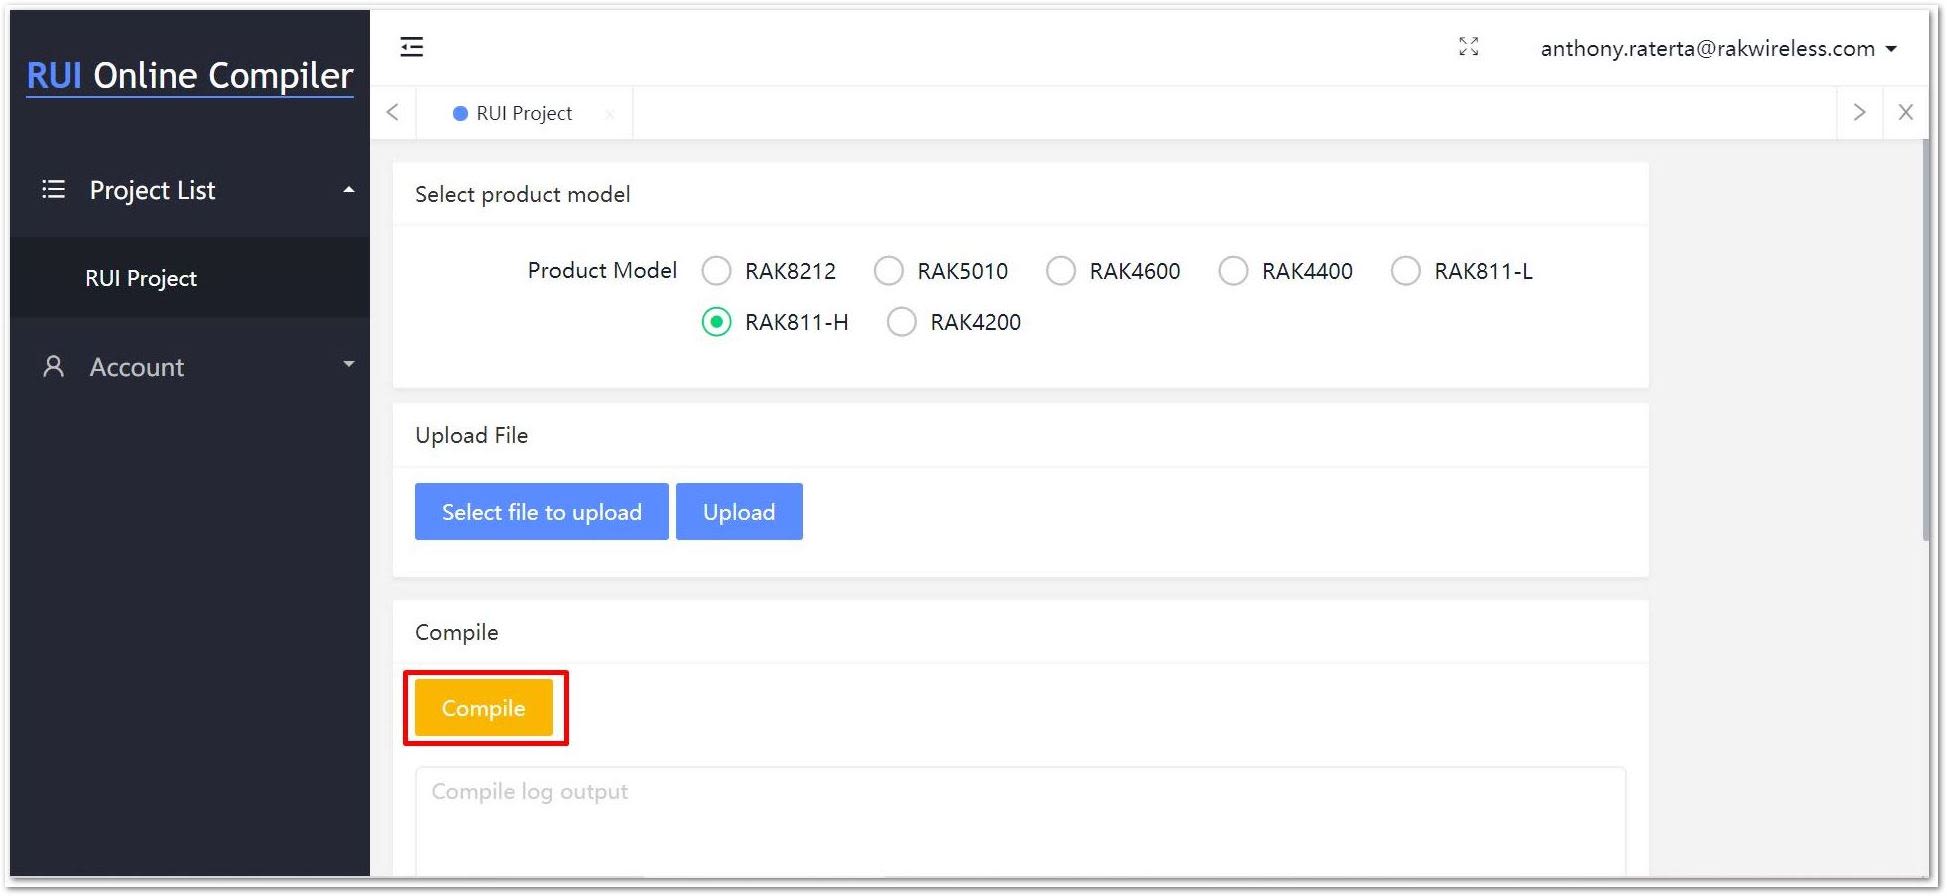 RUI Online Compiler
anthony.raterta@rakwireless.com
RUI Project
X
Project List
RUI Project
Account
Select product model
Product Model
RAK8212
RAK5010
RAK4600
RAK4400
RAK811-L
RAK811-H
RAK4200
Upload File
Select file to upload
Upload
Compile
Compile
Compile log output